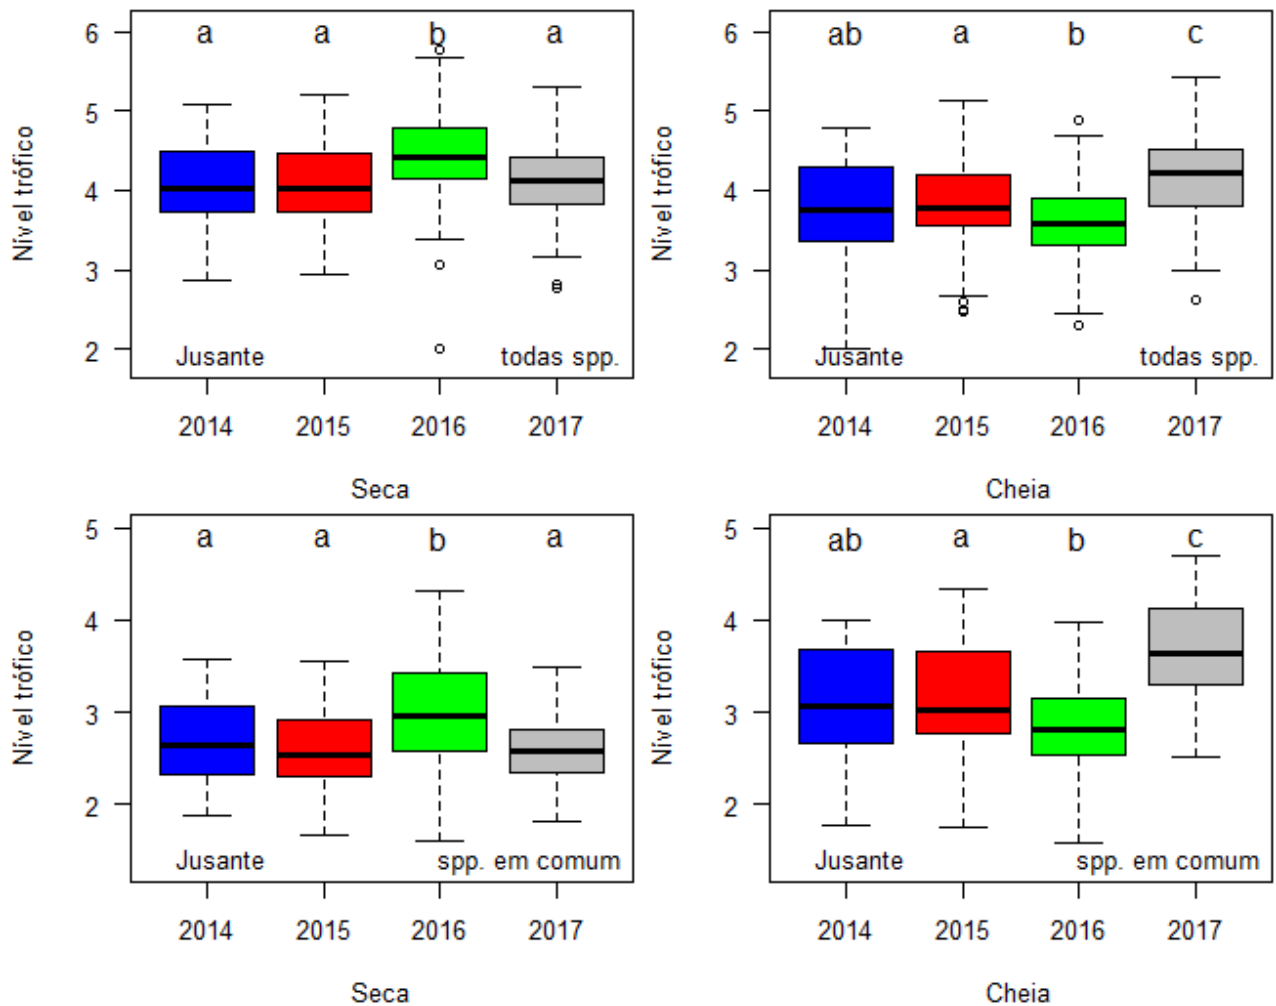 Nível trófico
6
5
4
3
2
a a b a
Jusante todas spp.
2014 2015 2016 2017
Seca
Nível trófico
6
5
4
3
2
ab a b c
Jusante todas spp.
2014 2015 2016 2017
Cheia
Nível trófico
5
4
3
2
a a b a
Jusante spp. em comum
2014 2015 2016 2017
Seca
Nível trófico
5
4
3
2
ab a b c
Jusante spp. em comum
2014 2015 2016 2017
Cheia